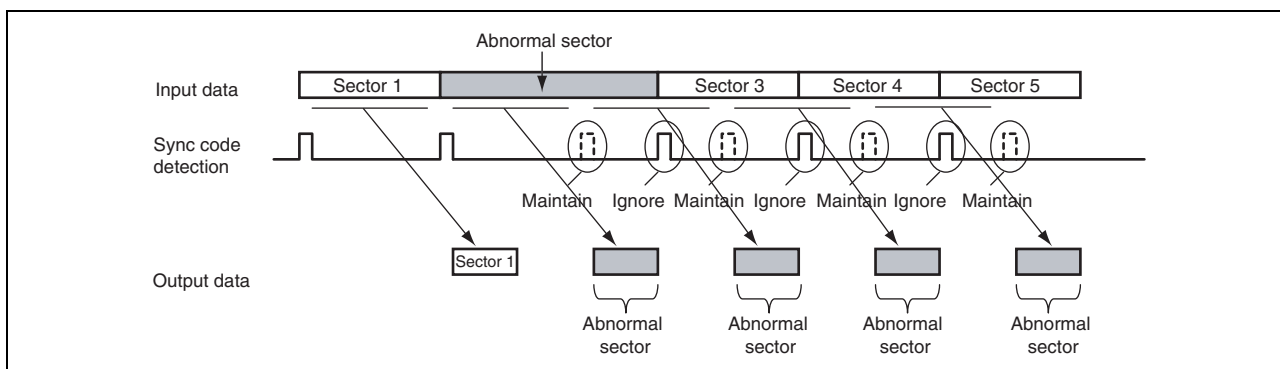 Abnormal sector
Input data
Sector 1
Sector 3
Sector 4
Sector 5
Sync code
detection
Maintain
Ignore
Maintain
Ignore
Maintain
Ignore
Maintain
Output data
Sector 1
Abnormal
sector
Abnormal
sector
Abnormal
sector
Abnormal
sector